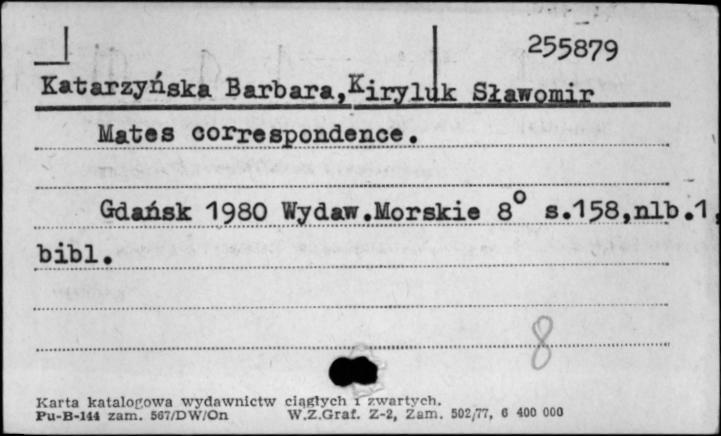 255879
Katarzyńska Barbara,Kiryluk Sławomir
Mates correspondence.
Gdańsk 1980 Wydaw.Morskie 8° s.158,nlb.1,
bibl.
8
Karta katalogowa wydawnictw ciągłych i zwartych.
Pu-B-144 zam. 567/DW/On W.Z.Graf. Z-2, Zam. 502/77, 6 400 000